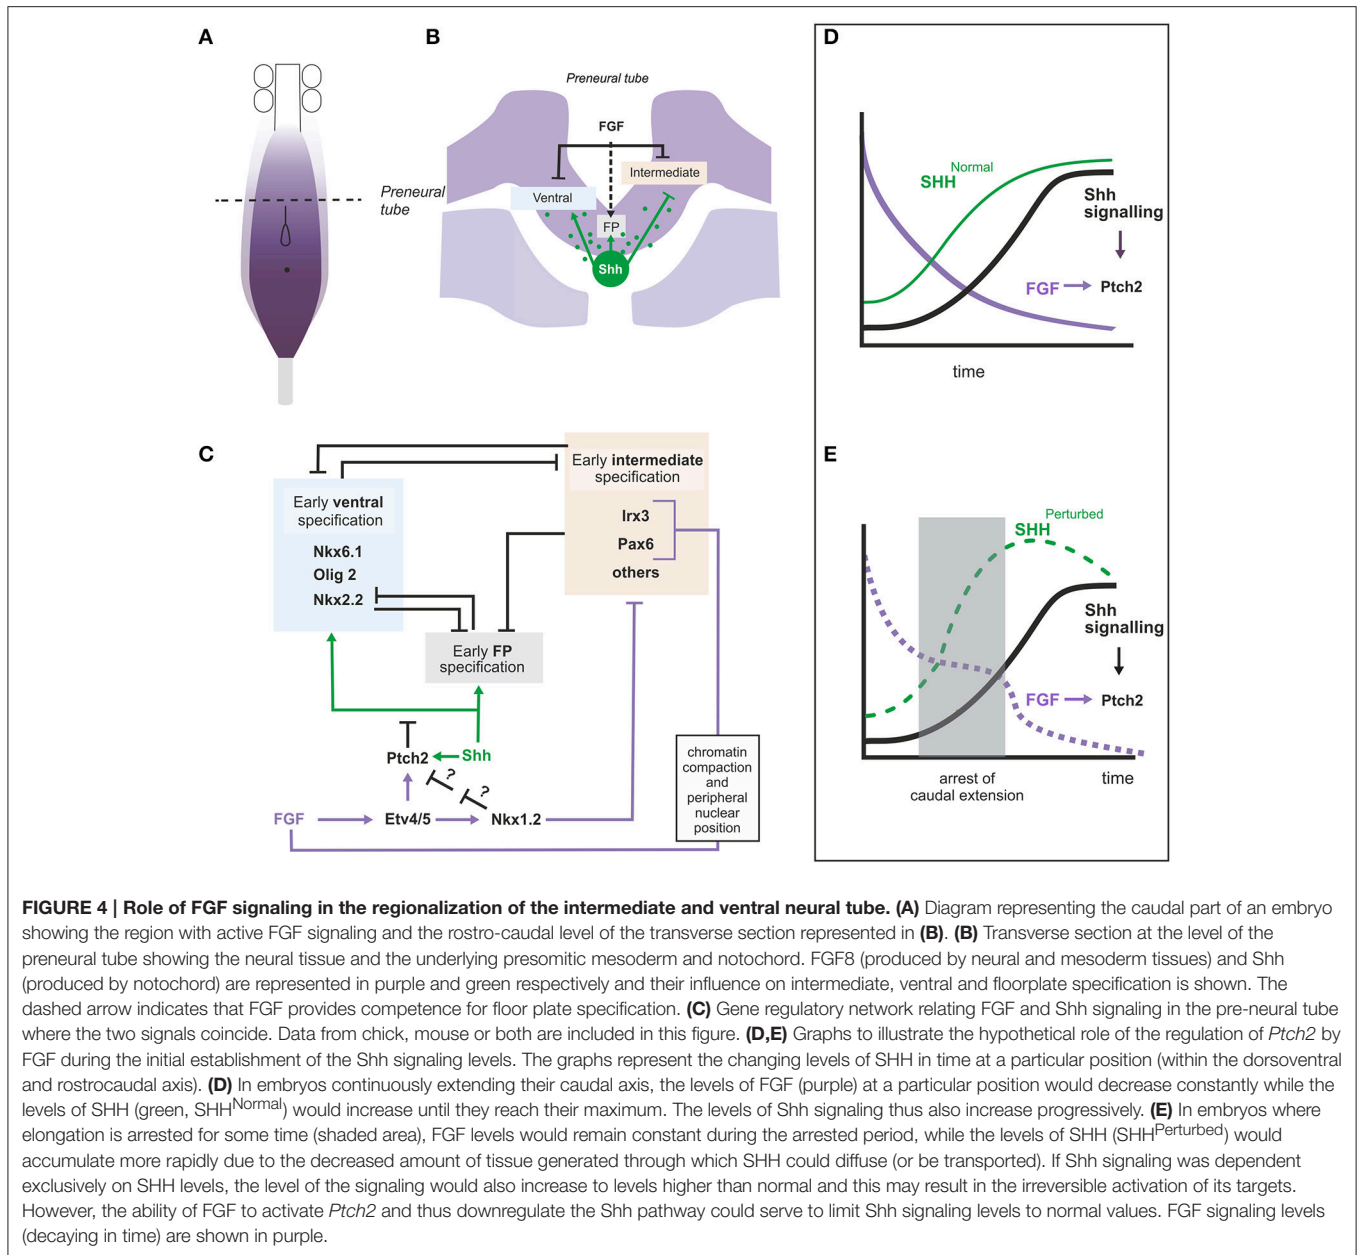 A
Preneural
tube
B
Preneural tube
FGF
Intermediate
Ventral
FP
Shh
C
Early intermediate
specification
Irx3
Pax6
others
Early ventral
specification
Nkx6.1
Olig 2
Nkx2.2
Early FP
specification
Ptch2
Shh
?
?
FGF
Etv4/5
Nkx1.2
chromatin
compaction
and
peripheral
nuclear
position
D
SHH Normal
Shh
signalling
FGF
Ptch2
time
E
SHH Perturbed
Shh
signalling
FGF
Ptch2
arrest of
caudal extension
time
FIGURE 4 | Role of FGF signaling in the regionalization of the intermediate and ventral neural tube. (A) Diagram representing the caudal part of an embryo
showing the region with active FGF signaling and the rostro-caudal level of the transverse section represented in (B). (B) Transverse section at the level of the
preneural tube showing the neural tissue and the underlying presomitic mesoderm and notochord. FGF8 (produced by neural and mesoderm tissues) and Shh
(produced by notochord) are represented in purple and green respectively and their influence on intermediate, ventral and floorplate specification is shown. The
dashed arrow indicates that FGF provides competence for floor plate specification. (C) Gene regulatory network relating FGF and Shh signaling in the pre-neural tube
where the two signals coincide. Data from chick, mouse or both are included in this figure. (D,E) Graphs to illustrate the hypothetical role of the regulation of Ptch2 by
FGF during the initial establishment of the Shh signaling levels. The graphs represent the changing levels of SHH in time at a particular position (within the dorsoventral
and rostrocaudal axis). (D) In embryos continuously extending their caudal axis, the levels of FGF (purple) at a particular position would decrease constantly while the
levels of SHH (green, SHHNormal) would increase until they reach their maximum. The levels of Shh signaling thus also increase progressively. (E) In embryos where
elongation is arrested for some time (shaded area), FGF levels would remain constant during the arrested period, while the levels of SHH (SHHPerturbed) would
accumulate more rapidly due to the decreased amount of tissue generated through which SHH could diffuse (or be transported). If Shh signaling was dependent
exclusively on SHH levels, the level of the signaling would also increase to levels higher than normal and this may result in the irreversible activation of its targets.
However, the ability of FGF to activate Ptch2 and thus downregulate the Shh pathway could serve to limit Shh signaling levels to normal values. FGF signaling levels
(decaying in time) are shown in purple.